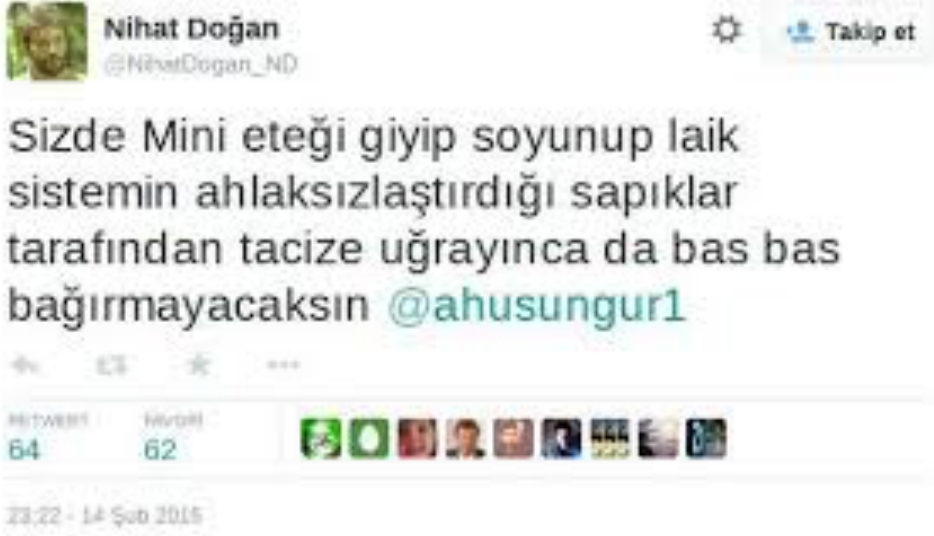 Nihat Doğan
@NihatDogan_ND
Takip et
Sizde Mini eteği giyip soyunup laik
sistemin ahlaksızlaştırdığı sapıklar
tarafından tacize uğrayınca da bas bas
bağırmayacaksın @ahusungur1
RETWEET FAVORİ
64 62
23:22 - 14 Şub 2015